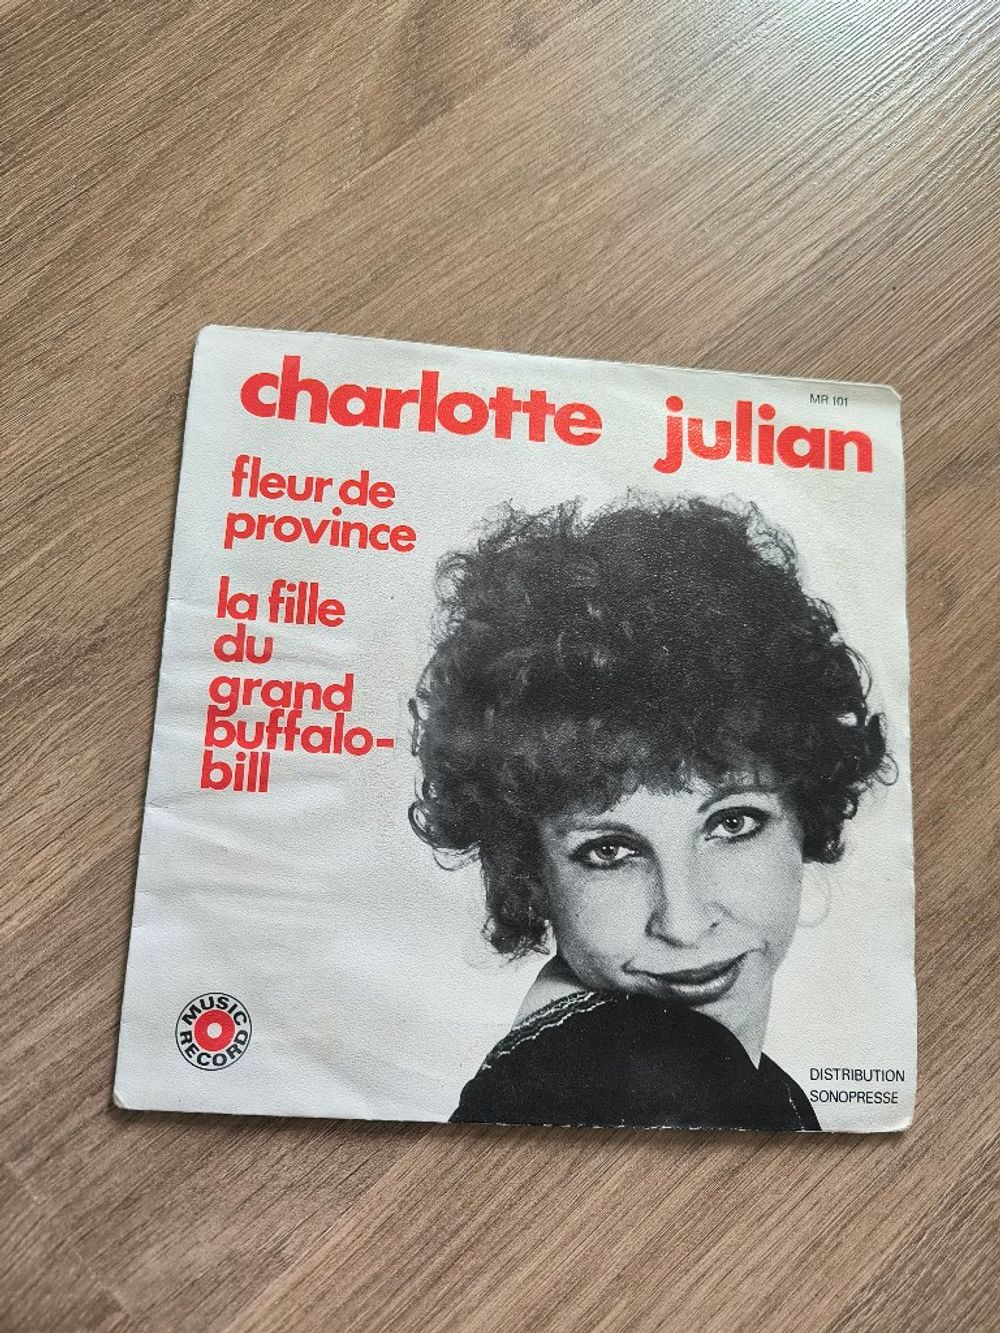 MR 101
charlotte julian
fleur de
province
la fille
du
grand
buffalo-
bill
MUSIC
RECORD
DISTRIBUTION
SONOPRESSE